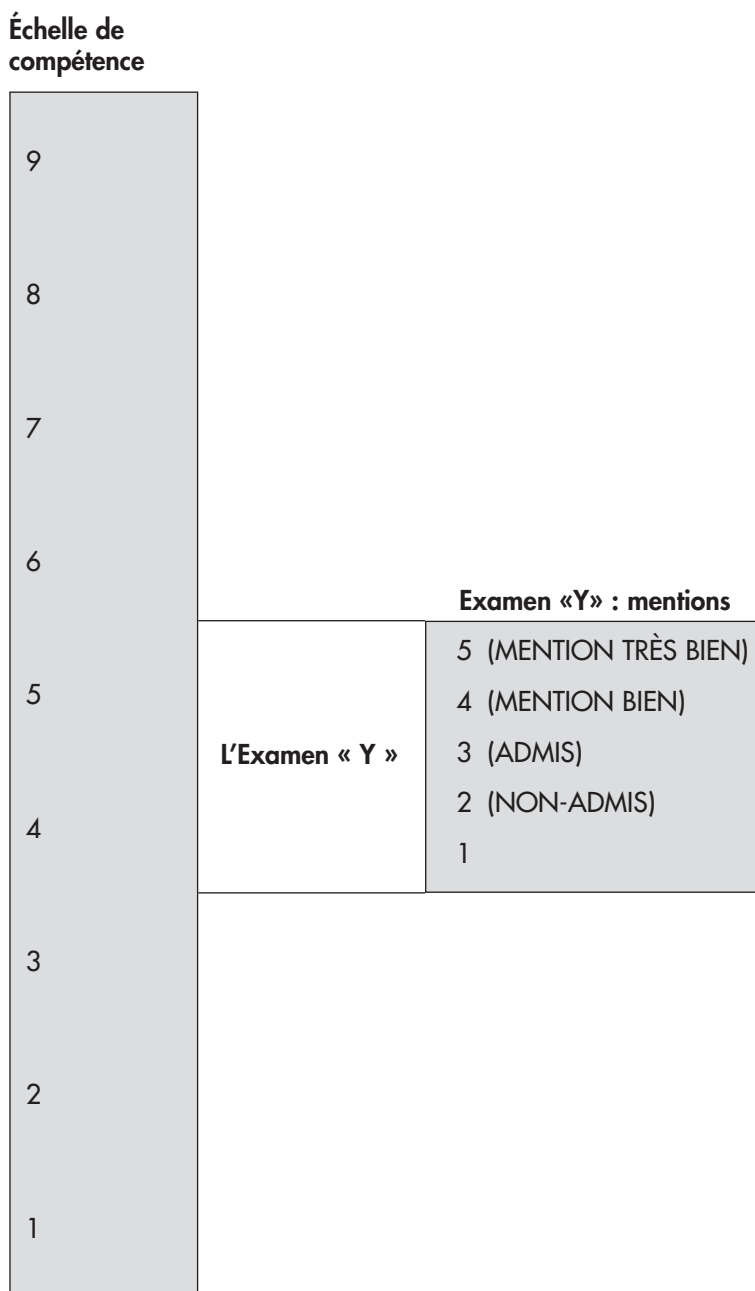 Échelle de
compétence
9
8
7
6
5
4
3
2
1
L’Examen « Y »
Examen «Y» : mentions
5 (MENTION TRÈS BIEN)
4 (MENTION BIEN)
3 (ADMIS)
2 (NON-ADMIS)
1